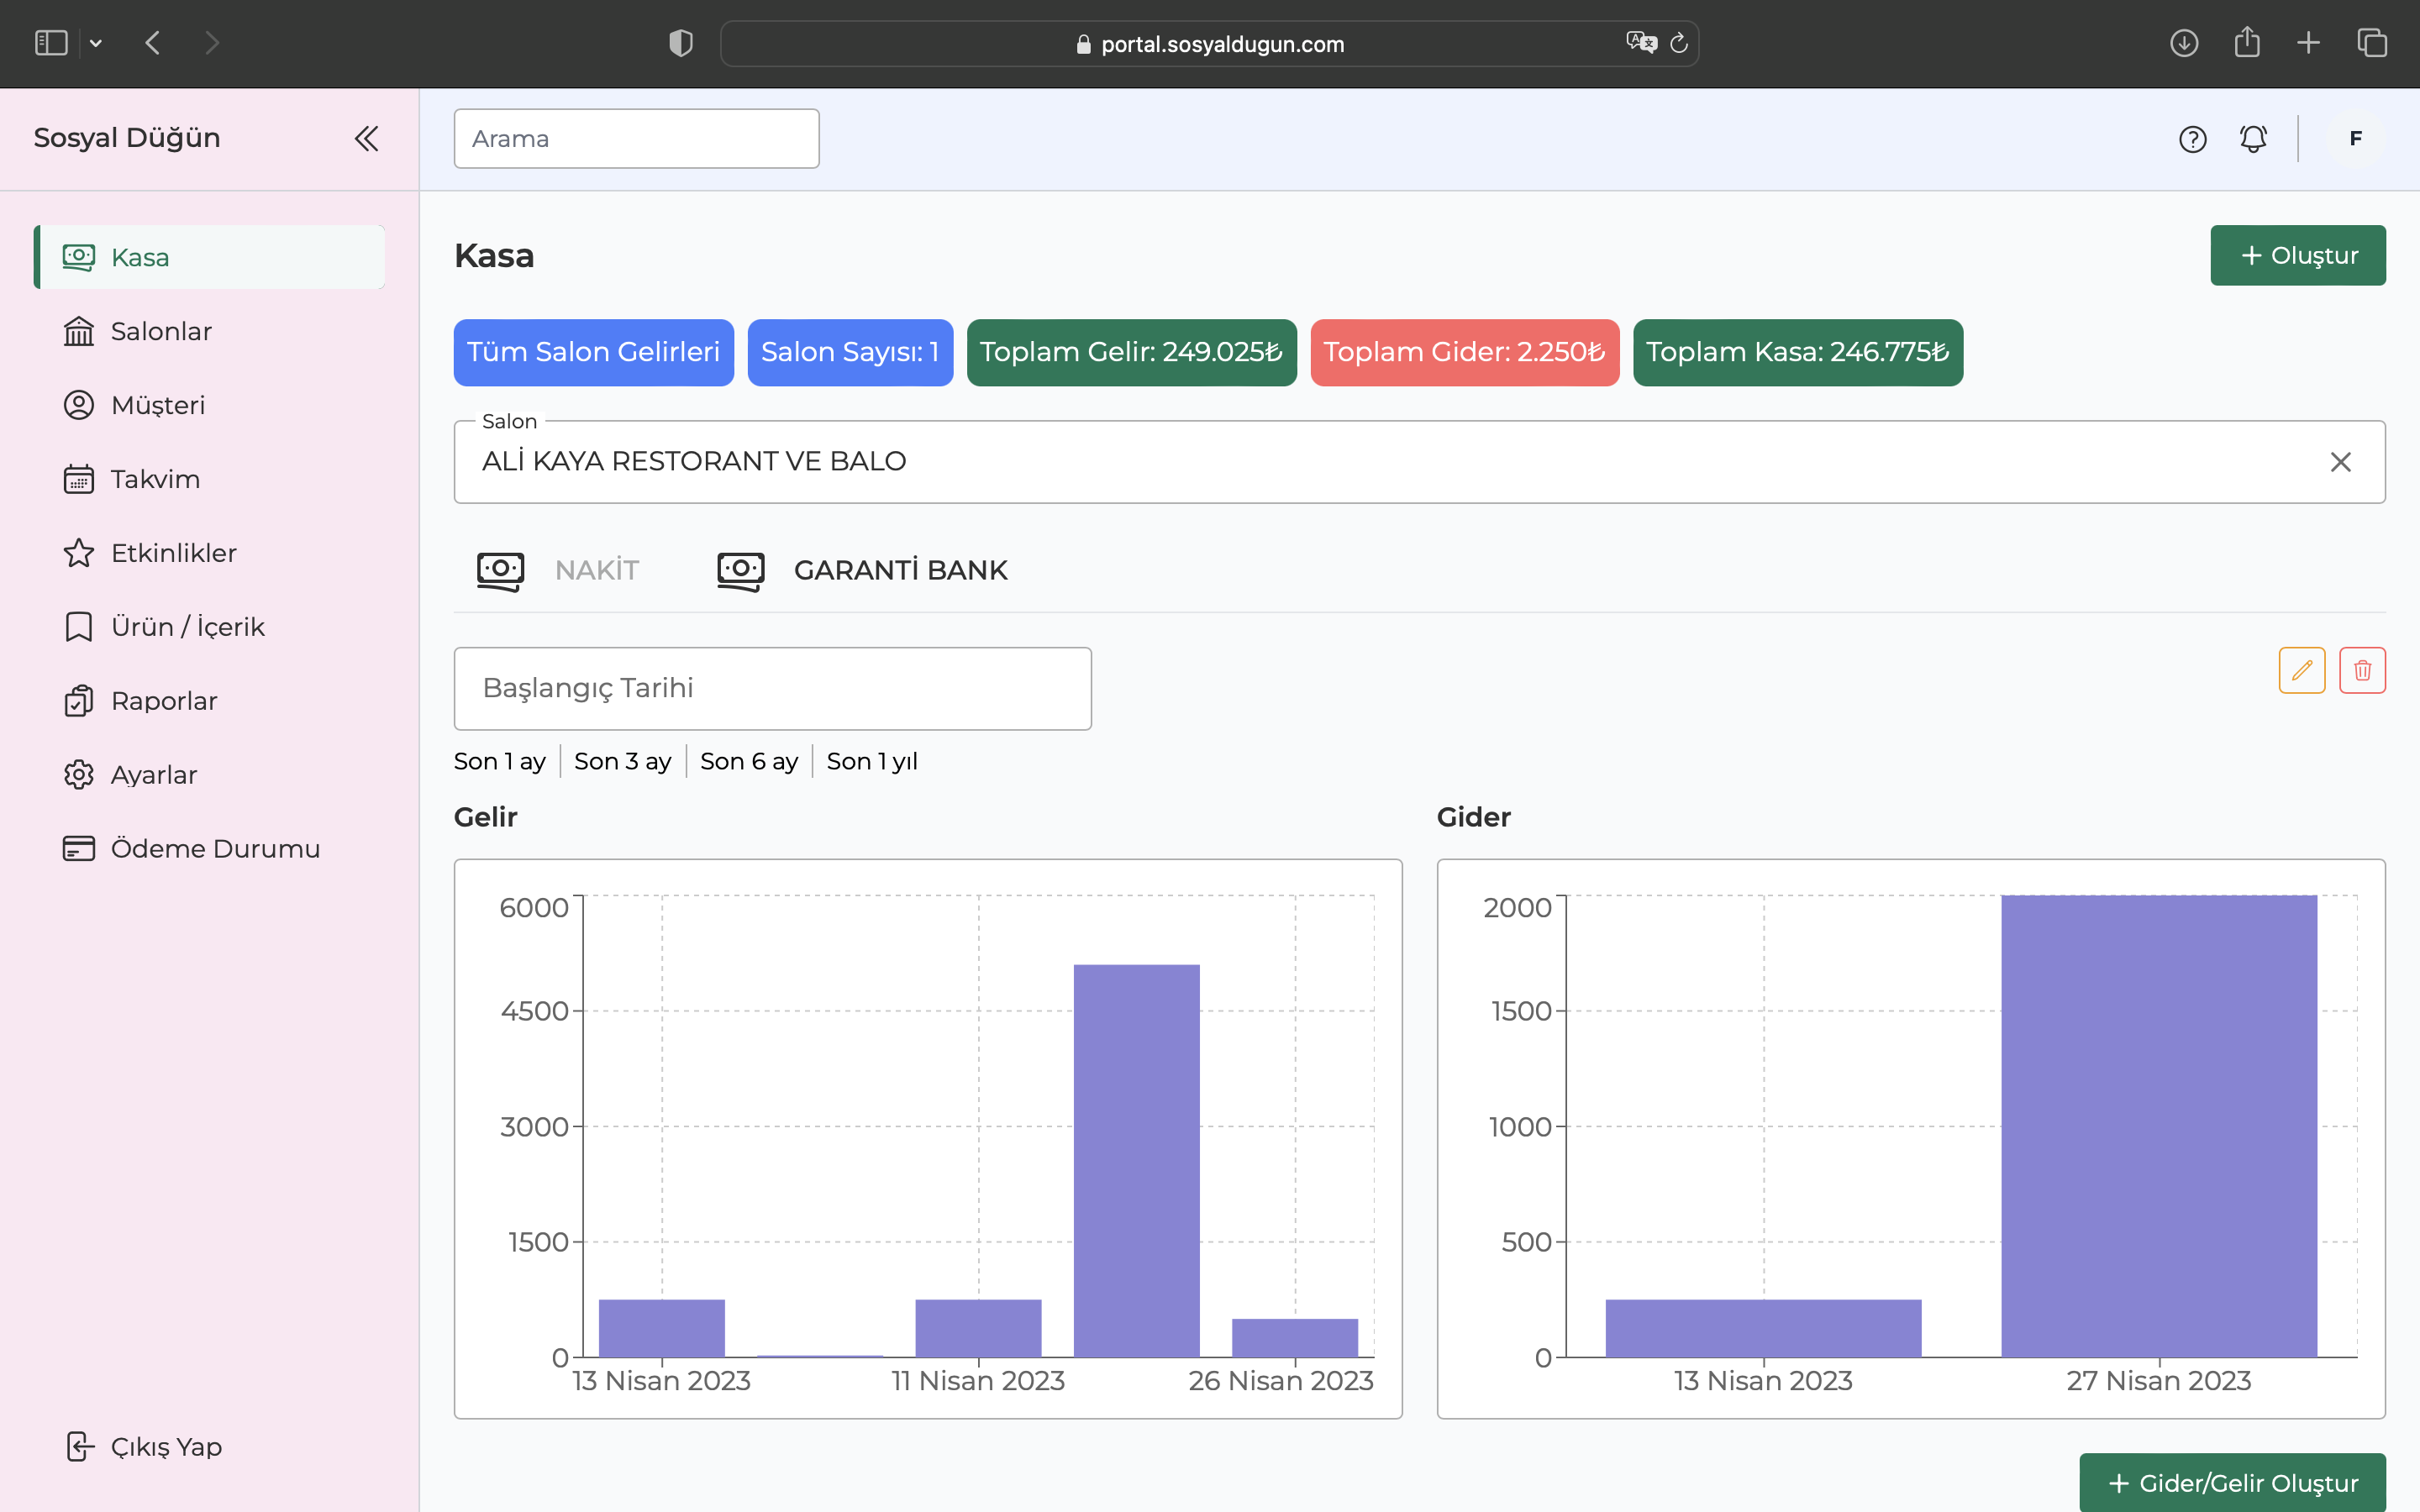 portal.sosyaldugun.com
Sosyal Düğün
Arama
F
Kasa
Salonlar
Müşteri
Takvim
Etkinlikler
Ürün / İçerik
Raporlar
Ayarlar
Ödeme Durumu
Çıkış Yap
Kasa
+ Oluştur
Tüm Salon Gelirleri
Salon Sayısı: 1
Toplam Gelir: 249.025₺
Toplam Gider: 2.250₺
Toplam Kasa: 246.775₺
Salon
ALİ KAYA RESTORANT VE BALO
NAKİT
GARANTİ BANK
Başlangıç Tarihi
Son 1 ay
Son 3 ay
Son 6 ay
Son 1 yıl
Gelir
6000
4500
3000
1500
0
13 Nisan 2023
11 Nisan 2023
26 Nisan 2023
Gider
2000
1500
1000
500
0
13 Nisan 2023
27 Nisan 2023
+ Gider/Gelir Oluştur